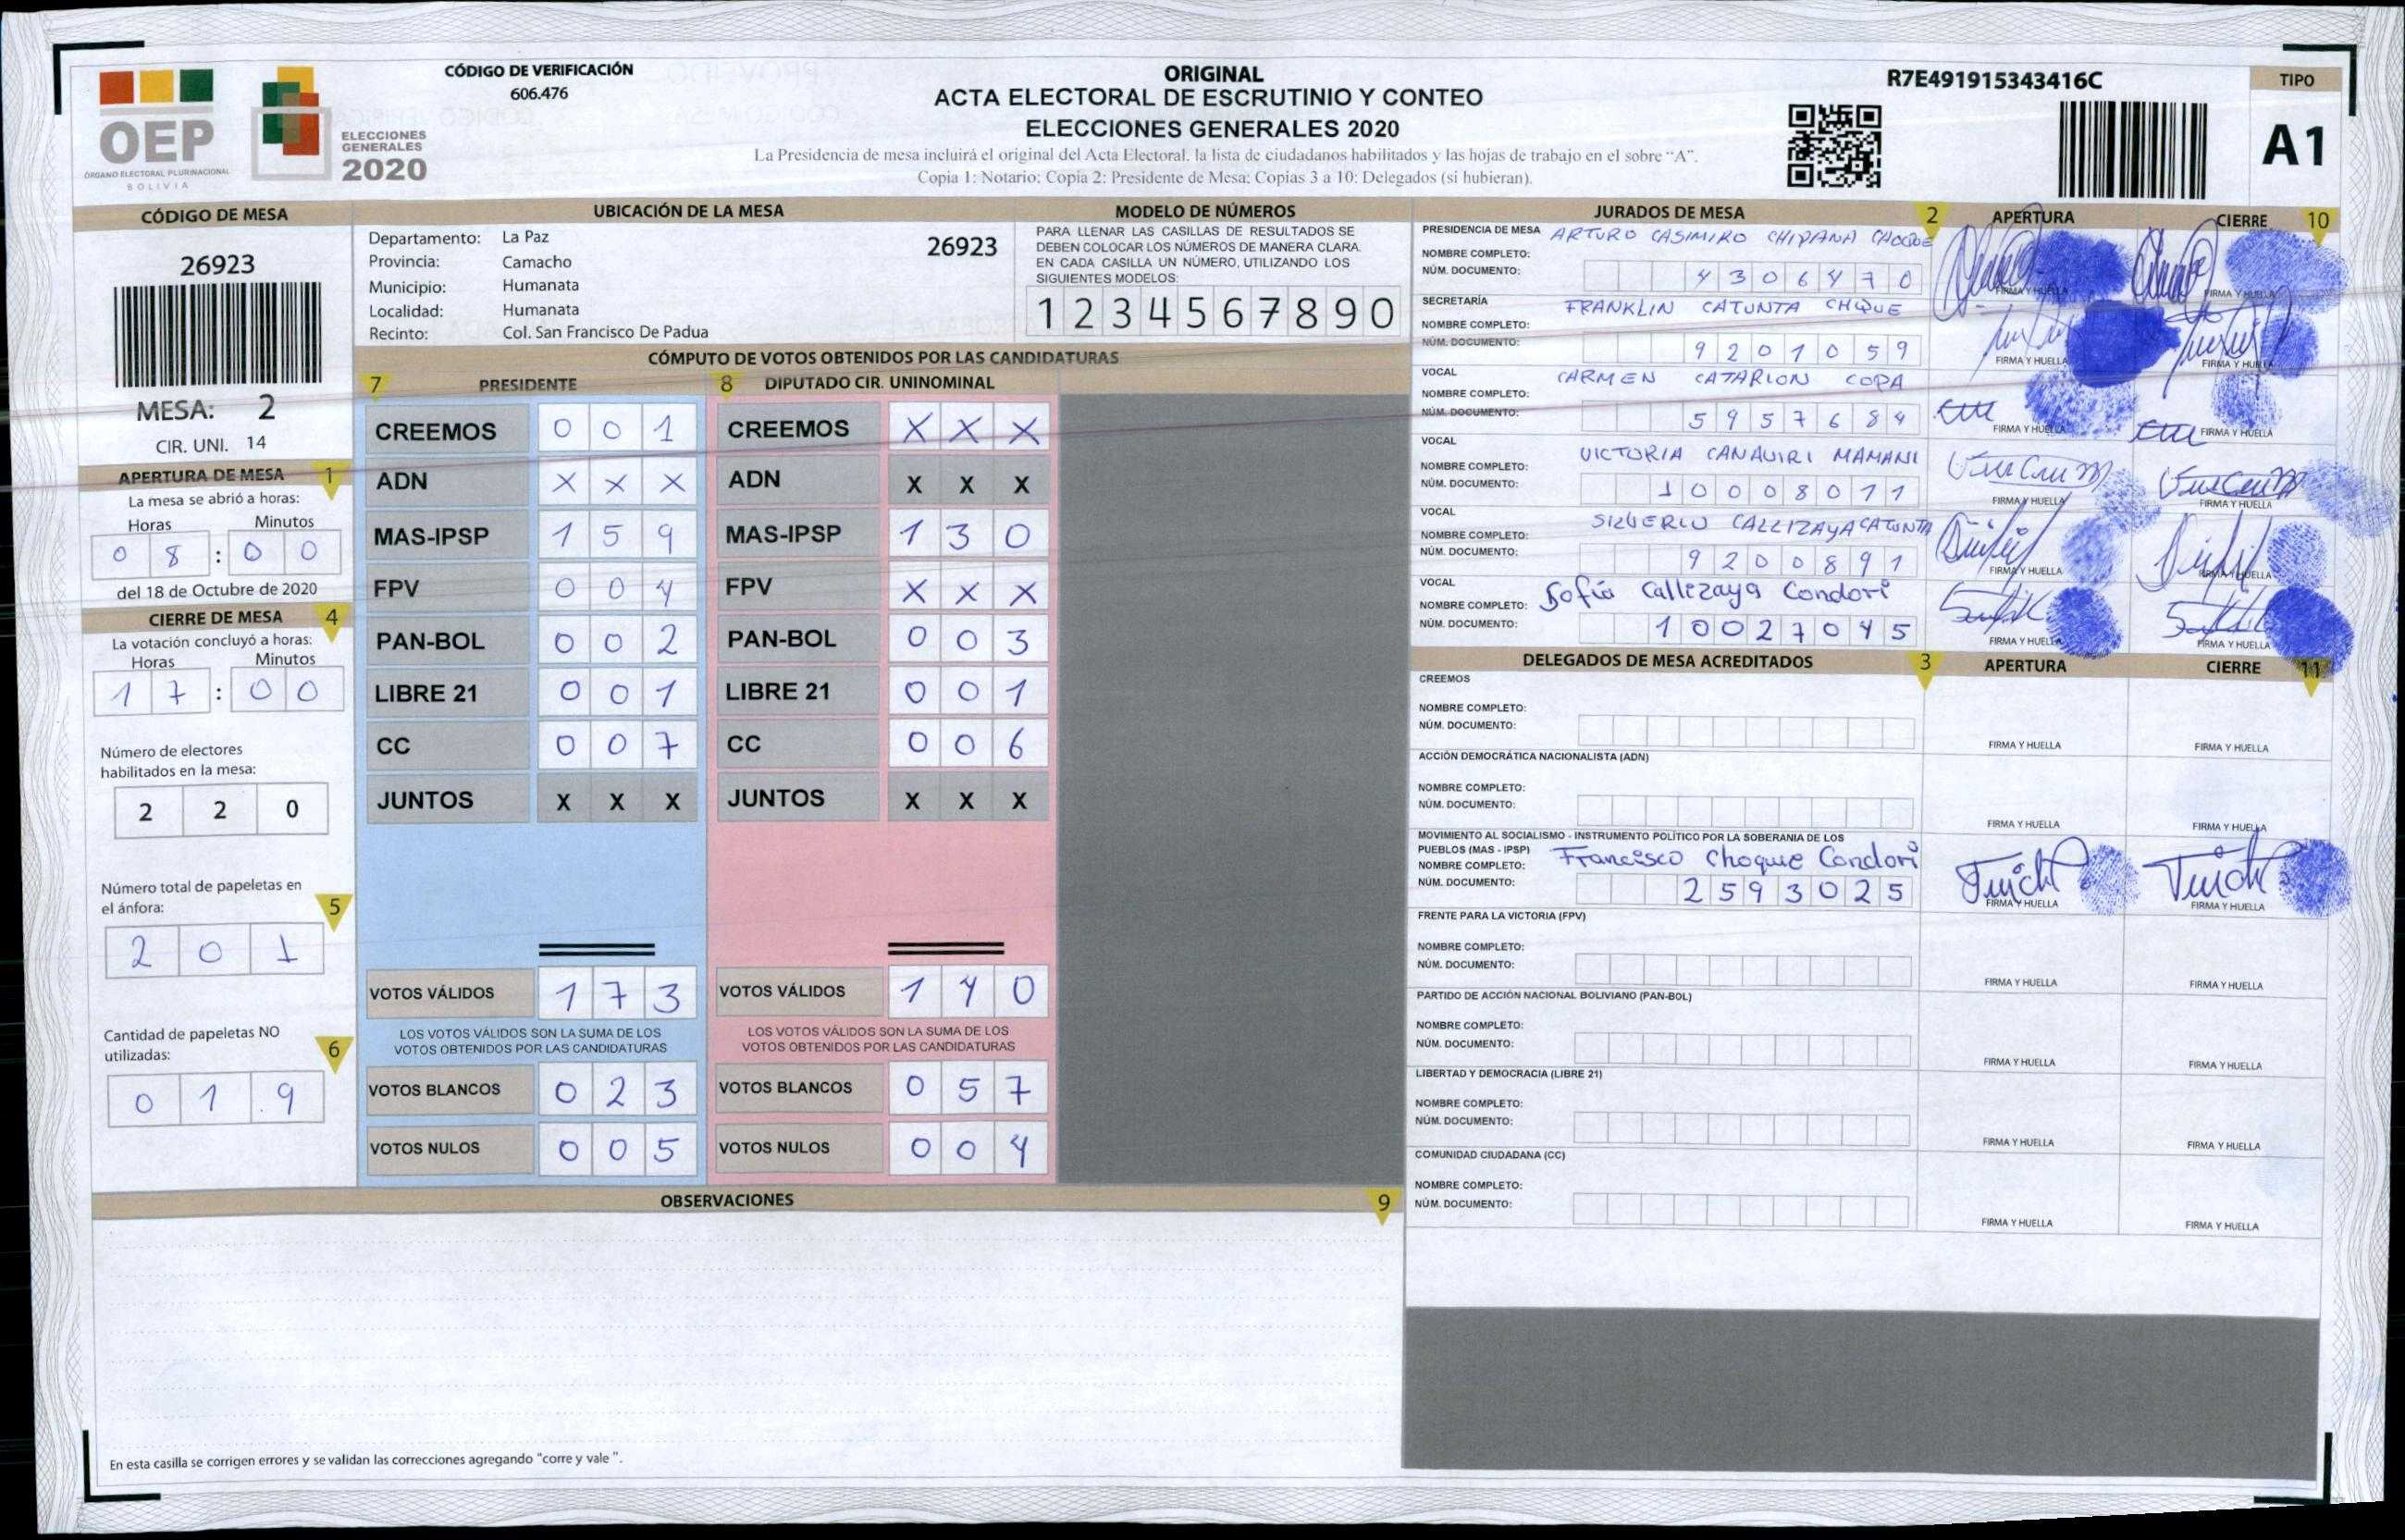 CÓDIGO DE VERIFICACIÓN
606.476
OEP
ÓRGANO ELECTORAL PLURINACIONAL
BOLIVIA
ELECCIONES
GENERALES
2020
ORIGINAL
ACTA ELECTORAL DE ESCRUTINIO Y CONTEO
ELECCIONES GENERALES 2020
La Presidencia de mesa incluirá el original del Acta Electoral, la lista de ciudadanos habilitados y las hojas de trabajo en el sobre "A".
Copia 1: Notario; Copia 2: Presidente de Mesa; Copias 3 a 10: Delegados (si hubieran).
R7E491915343416C
TIPO
A1
CÓDIGO DE MESA
26923
MESA: 2
CIR. UNI. 14
APERTURA DE MESA 1
La mesa se abrió a horas:
Horas Minutos
0 8 : 0 0
del 18 de Octubre de 2020
CIERRE DE MESA 4
La votación concluyó a horas:
Horas Minutos
1 7 : 0 0
Número de electores
habilitados en la mesa:
2 2 0
Número total de papeletas en
el ánfora: 5
2 0 1
Cantidad de papeletas NO
utilizadas: 6
0 1 9
UBICACIÓN DE LA MESA
Departamento: La Paz 26923
Provincia: Camacho
Municipio: Humanata
Localidad: Humanata
Recinto: Col. San Francisco De Padua
MODELO DE NÚMEROS
PARA LLENAR LAS CASILLAS DE RESULTADOS SE
DEBEN COLOCAR LOS NÚMEROS DE MANERA CLARA.
EN CADA CASILLA UN NÚMERO, UTILIZANDO LOS
SIGUIENTES MODELOS:
1 2 3 4 5 6 7 8 9 0
CÓMPUTO DE VOTOS OBTENIDOS POR LAS CANDIDATURAS
7 PRESIDENTE
CREEMOS 0 0 1
ADN X X X
MAS-IPSP 1 5 9
FPV 0 0 4
PAN-BOL 0 0 2
LIBRE 21 0 0 1
CC 0 0 7
JUNTOS X X X
VOTOS VÁLIDOS 1 7 3
LOS VOTOS VÁLIDOS SON LA SUMA DE LOS
VOTOS OBTENIDOS POR LAS CANDIDATURAS
VOTOS BLANCOS 0 2 3
VOTOS NULOS 0 0 5
8 DIPUTADO CIR. UNINOMINAL
CREEMOS X X X
ADN X X X
MAS-IPSP 1 3 0
FPV X X X
PAN-BOL 0 0 3
LIBRE 21 0 0 1
CC 0 0 6
JUNTOS X X X
VOTOS VÁLIDOS 1 4 0
LOS VOTOS VÁLIDOS SON LA SUMA DE LOS
VOTOS OBTENIDOS POR LAS CANDIDATURAS
VOTOS BLANCOS 0 5 7
VOTOS NULOS 0 0 4
OBSERVACIONES 9
En esta casilla se corrigen errores y se validan las correcciones agregando "corre y vale ".
JURADOS DE MESA 2 APERTURA CIERRE 10
PRESIDENCIA DE MESA ARTURO CASIMIRO CHIPANA CHOQUE
NOMBRE COMPLETO:
NÚM. DOCUMENTO: 4 3 0 6 4 7 0
FIRMA Y HUELLA FIRMA Y HUELLA
SECRETARÍA FRANKLIN CATUNTA CHOQUE
NOMBRE COMPLETO:
NÚM. DOCUMENTO: 9 2 0 1 0 5 9
FIRMA Y HUELLA FIRMA Y HUELLA
VOCAL CARMEN CATARION COPA
NOMBRE COMPLETO:
NÚM. DOCUMENTO: 5 9 5 7 6 8 4
FIRMA Y HUELLA FIRMA Y HUELLA
VOCAL VICTORIA CANAVIRI MAMANI
NOMBRE COMPLETO:
NÚM. DOCUMENTO: 1 0 0 0 8 0 1 1
FIRMA Y HUELLA FIRMA Y HUELLA
VOCAL CALLIZAYA CATUNTA
NOMBRE COMPLETO:
NÚM. DOCUMENTO: 9 2 0 0 8 9 1
FIRMA Y HUELLA FIRMA Y HUELLA
VOCAL
NOMBRE COMPLETO: Sofia Callizaya Condori
NÚM. DOCUMENTO: 1 0 0 2 7 0 4 5
FIRMA Y HUELLA FIRMA Y HUELLA
DELEGADOS DE MESA ACREDITADOS 3 APERTURA CIERRE 11
CREEMOS
NOMBRE COMPLETO:
NÚM. DOCUMENTO:
FIRMA Y HUELLA FIRMA Y HUELLA
ACCIÓN DEMOCRÁTICA NACIONALISTA (ADN)
NOMBRE COMPLETO:
NÚM. DOCUMENTO:
FIRMA Y HUELLA FIRMA Y HUELLA
MOVIMIENTO AL SOCIALISMO - INSTRUMENTO POLÍTICO POR LA SOBERANIA DE LOS
PUEBLOS (MAS - IPSP) Francisco Choque Condori
NOMBRE COMPLETO:
NÚM. DOCUMENTO: 2 5 9 3 0 2 5
FIRMA Y HUELLA FIRMA Y HUELLA
FRENTE PARA LA VICTORIA (FPV)
NOMBRE COMPLETO:
NÚM. DOCUMENTO:
FIRMA Y HUELLA FIRMA Y HUELLA
PARTIDO DE ACCIÓN NACIONAL BOLIVIANO (PAN-BOL)
NOMBRE COMPLETO:
NÚM. DOCUMENTO:
FIRMA Y HUELLA FIRMA Y HUELLA
LIBERTAD Y DEMOCRACIA (LIBRE 21)
NOMBRE COMPLETO:
NÚM. DOCUMENTO:
FIRMA Y HUELLA FIRMA Y HUELLA
COMUNIDAD CIUDADANA (CC)
NOMBRE COMPLETO:
NÚM. DOCUMENTO:
FIRMA Y HUELLA FIRMA Y HUELLA